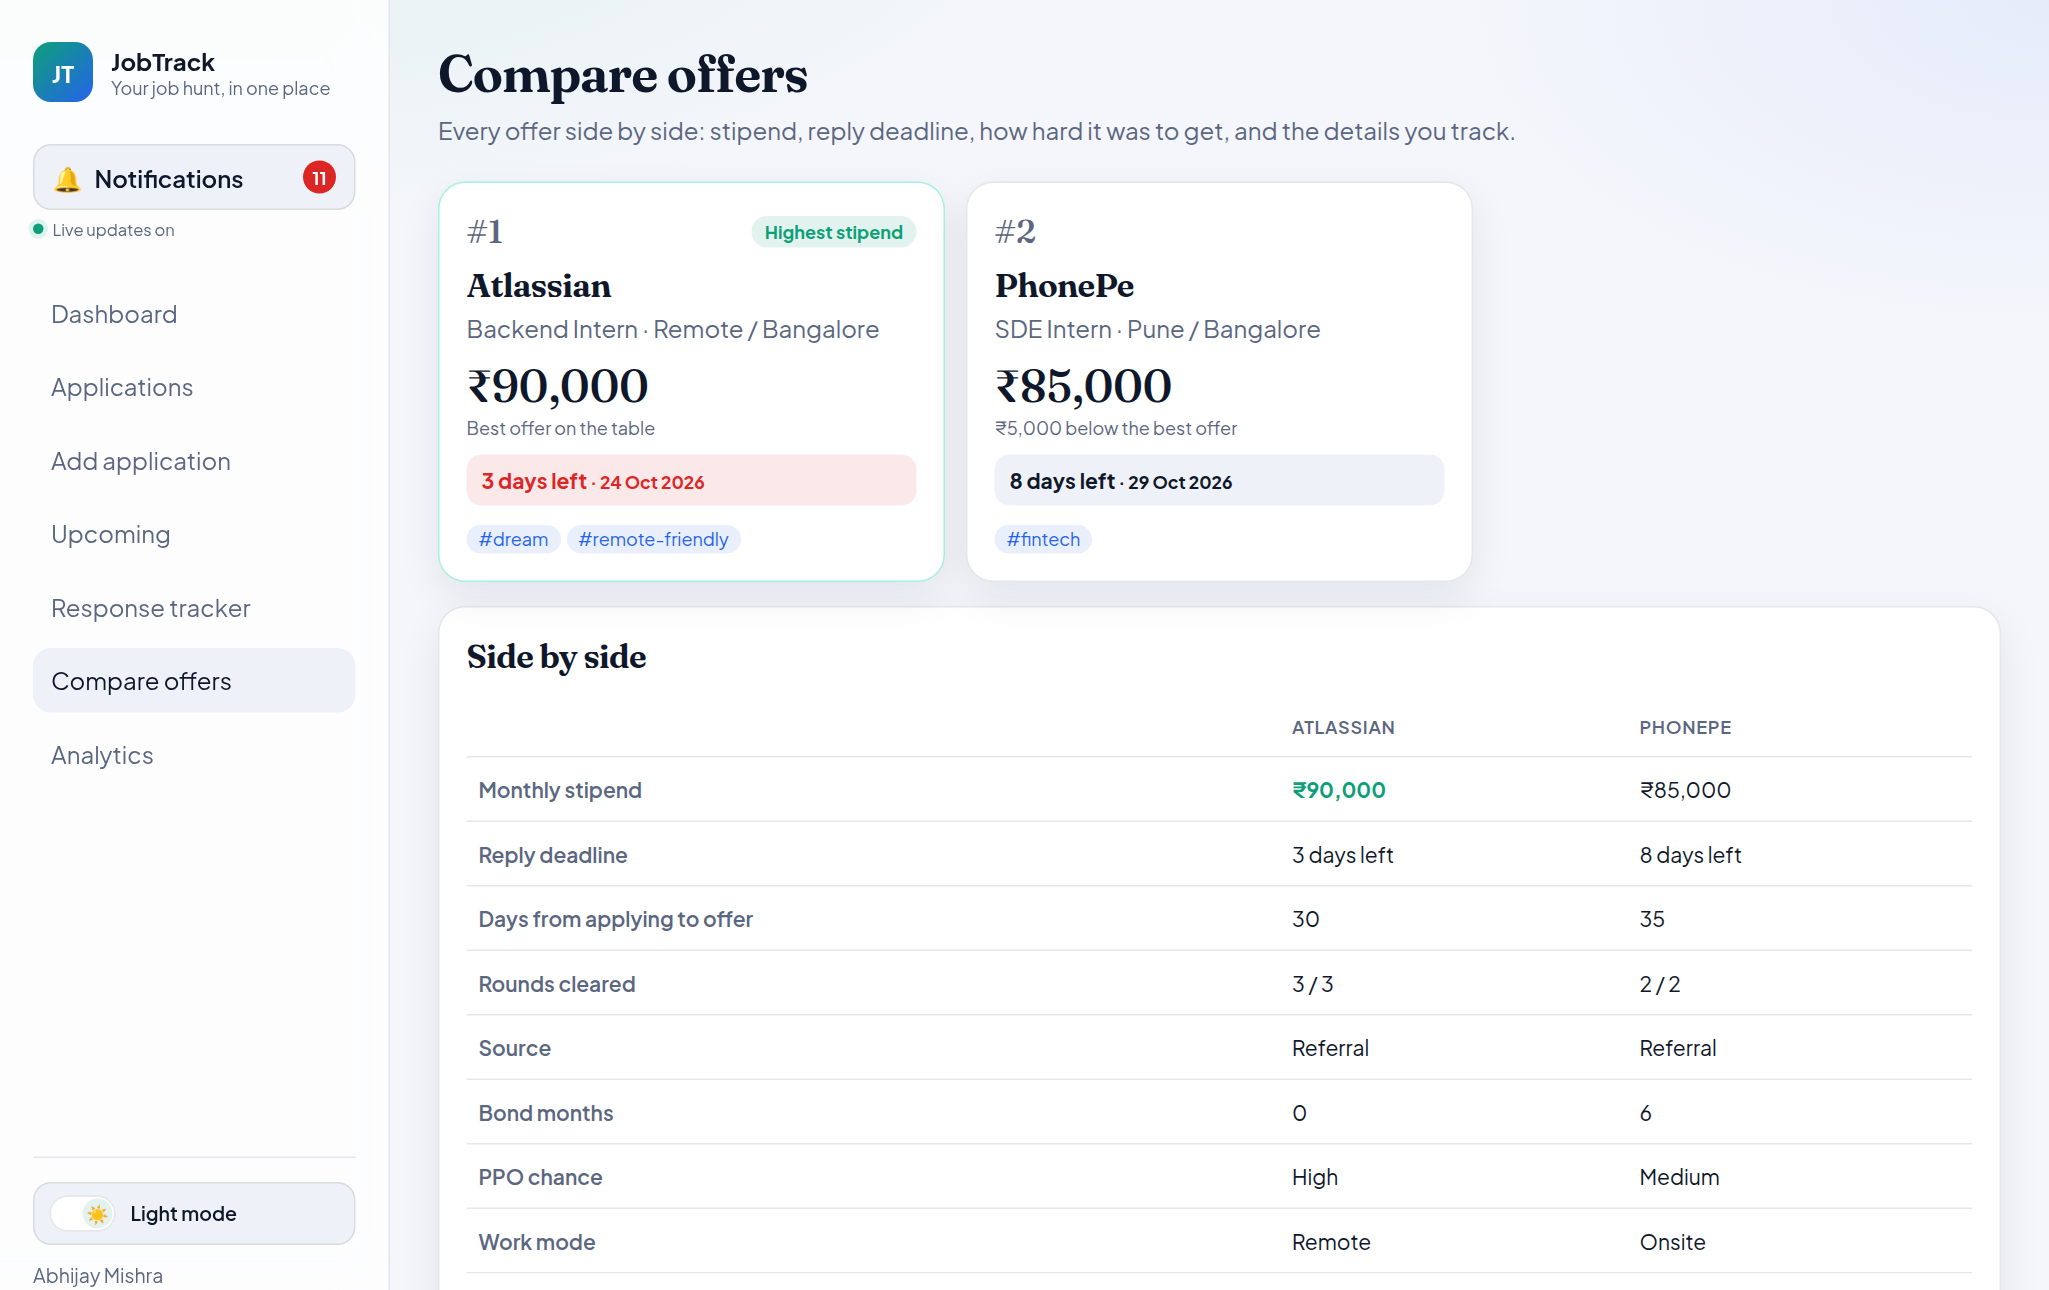 JT
JobTrack
Your job hunt, in one place
🔔 Notifications 11
Live updates on
Dashboard
Applications
Add application
Upcoming
Response tracker
Compare offers
Analytics
Light mode
Abhijay Mishra
Compare offers
Every offer side by side: stipend, reply deadline, how hard it was to get, and the details you track.
#1 Highest stipend
Atlassian
Backend Intern · Remote / Bangalore
₹90,000
Best offer on the table
3 days left · 24 Oct 2026
#dream #remote-friendly
#2
PhonePe
SDE Intern · Pune / Bangalore
₹85,000
₹5,000 below the best offer
8 days left · 29 Oct 2026
#fintech
Side by side
ATLASSIAN PHONEPE
Monthly stipend ₹90,000 ₹85,000
Reply deadline 3 days left 8 days left
Days from applying to offer 30 35
Rounds cleared 3 / 3 2 / 2
Source Referral Referral
Bond months 0 6
PPO chance High Medium
Work mode Remote Onsite